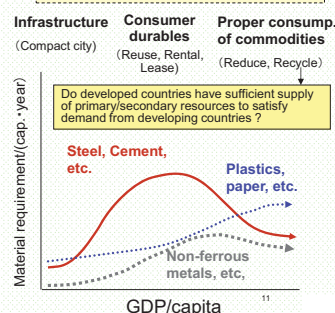 Infrastructure
(Compact city)
Consumer
durables
(Reuse, Rental,
Lease)
Proper consump.
of commodities
(Reduce, Recycle)
Do developed countries have sufficient supply
of primary/secondary resources to satisfy
demand from developing countries ?
Material requirement/(cap.・year)
Steel, Cement,
etc.
Plastics,
paper, etc.
Non-ferrous
metals, etc,
GDP/capita
11